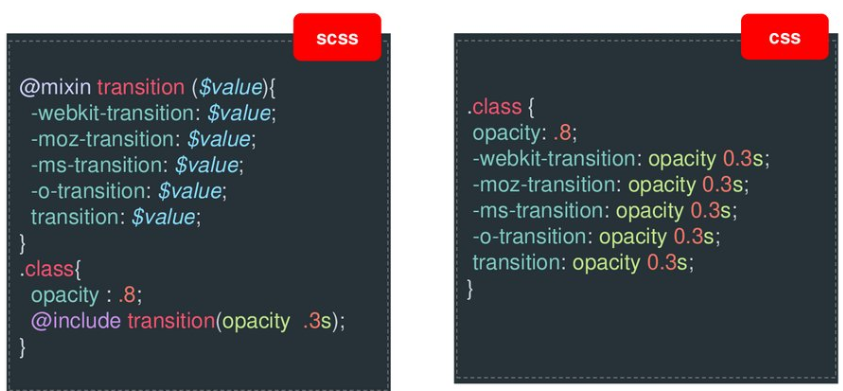 scss
@mixin transition ($value){
-webkit-transition: $value;
-moz-transition: $value;
-ms-transition: $value;
-o-transition: $value;
transition: $value;
}
.class{
opacity : .8;
@include transition(opacity  .3s);
}
css
.class {
opacity: .8;
-webkit-transition: opacity 0.3s;
-moz-transition: opacity 0.3s;
-ms-transition: opacity 0.3s;
-o-transition: opacity 0.3s;
transition: opacity 0.3s;
}